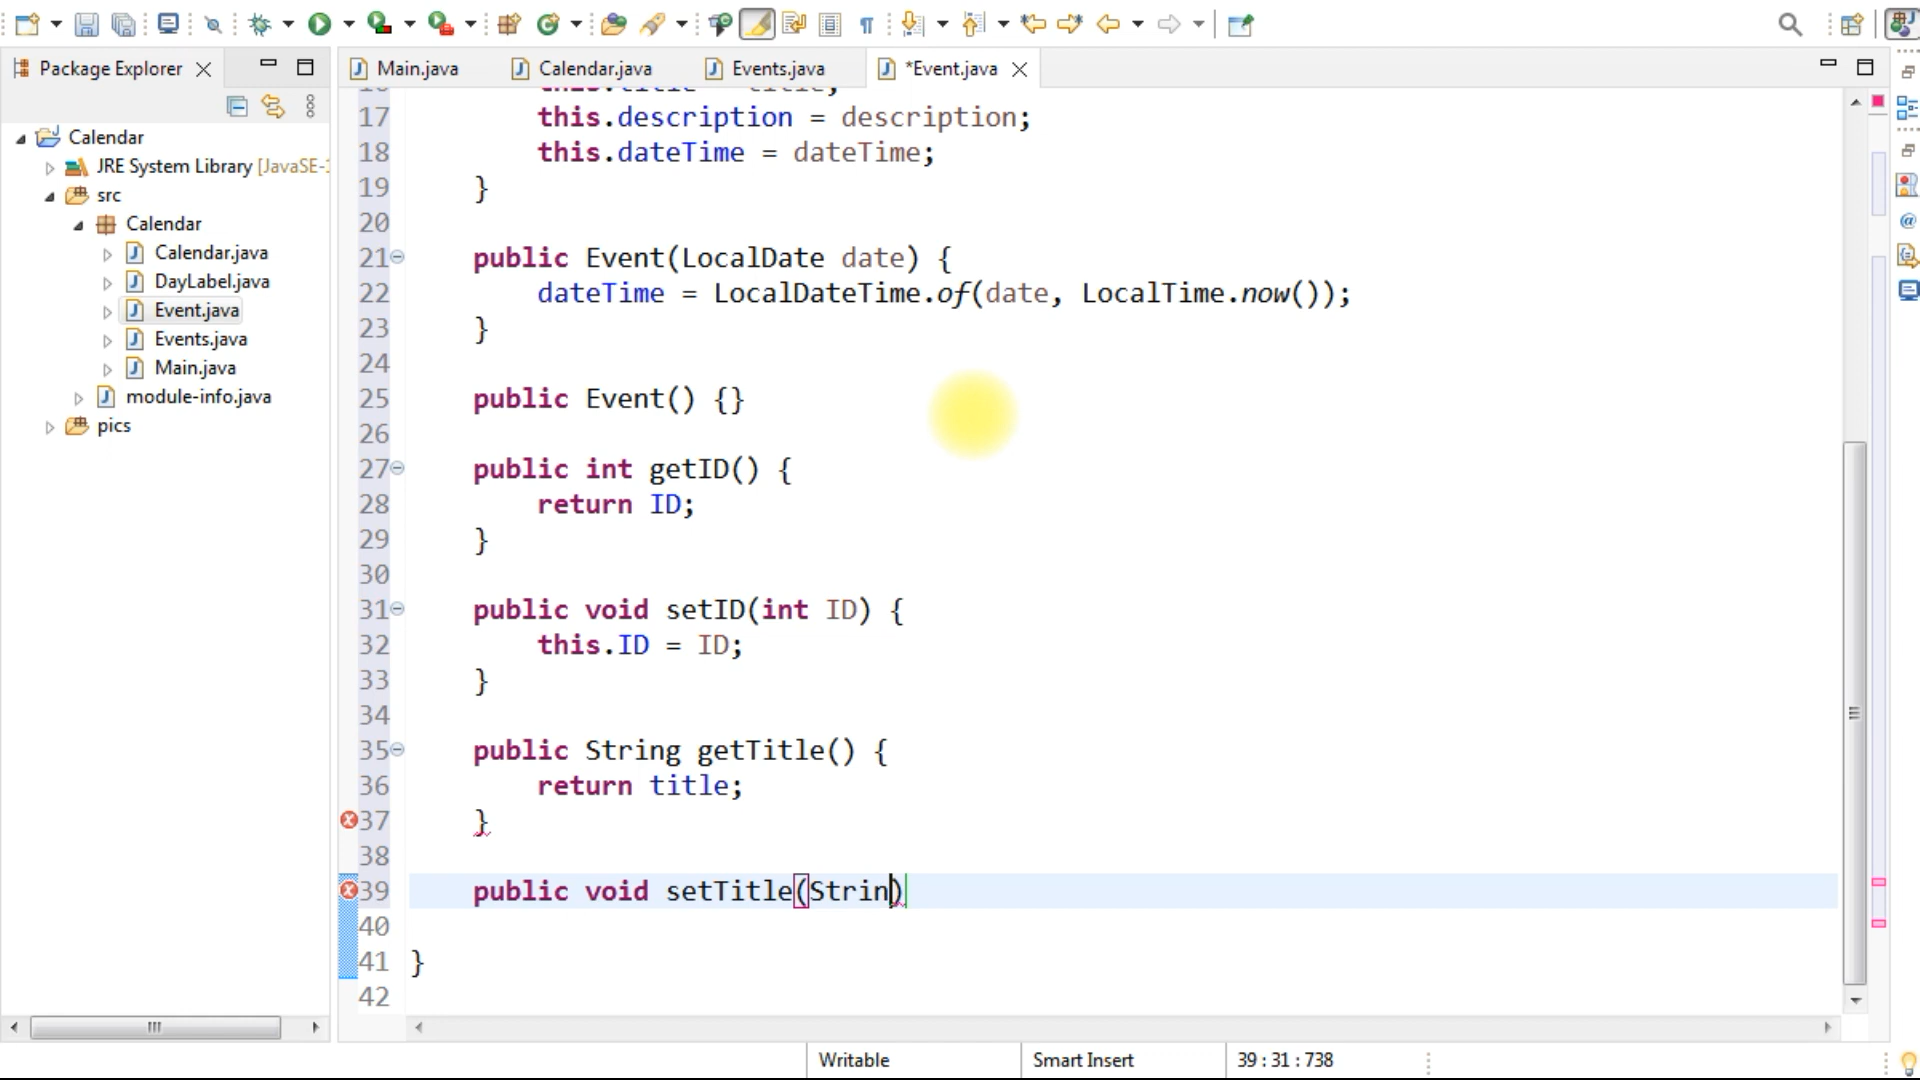 Package Explorer
Main.java
Calendar.java
Events.java
*Event.java
Calendar
JRE System Library [JavaSE-1
src
Calendar
Calendar.java
DayLabel.java
Event.java
Events.java
Main.java
module-info.java
pics
17 this.description = description;
18 this.dateTime = dateTime;
19 }
20
21 public Event(LocalDate date) {
22 dateTime = LocalDateTime.of(date, LocalTime.now());
23 }
24
25 public Event() {}
26
27 public int getID() {
28 return ID;
29 }
30
31 public void setID(int ID) {
32 this.ID = ID;
33 }
34
35 public String getTitle() {
36 return title;
37 }
38
39 public void setTitle(Strin)
40
41 }
42
Writable
Smart Insert
39 : 31 : 738